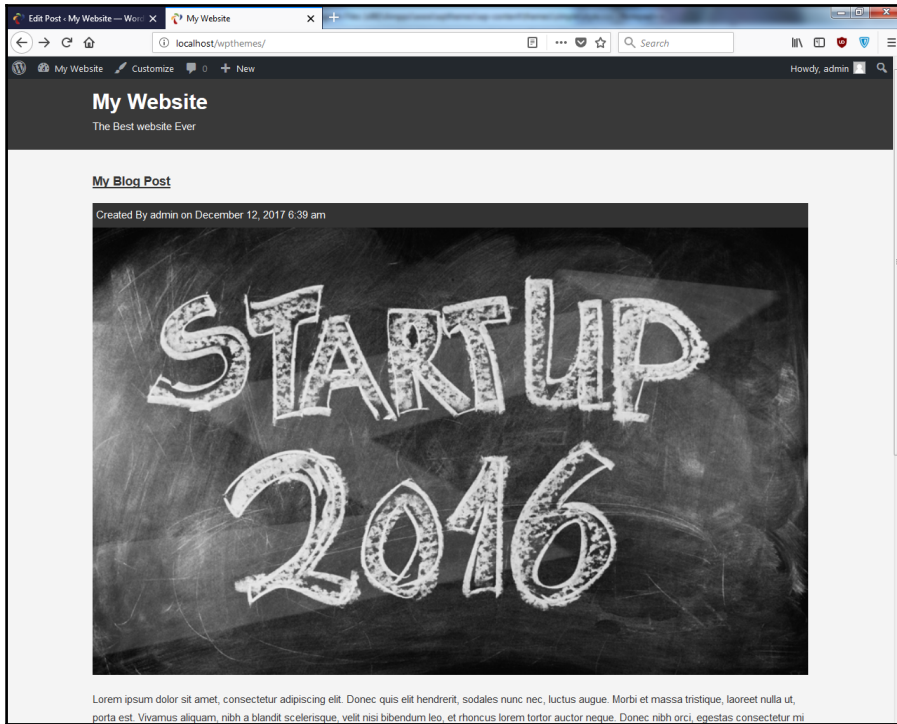 Edit Post ‹ My Website — Word
My Website
localhost/wpthemes/
Search
My Website
Customize
0
New
Howdy, admin
My Website
The Best website Ever
My Blog Post
Created By admin on December 12, 2017 6:39 am
STARTUP
2016
Lorem ipsum dolor sit amet, consectetur adipiscing elit. Donec quis elit hendrerit, sodales nunc nec, luctus augue. Morbi et massa tristique, laoreet nulla ut,
porta est. Vivamus aliquam, nibh a blandit scelerisque, velit nisi bibendum leo, et rhoncus lorem tortor auctor neque. Donec nibh orci, egestas consectetur mi